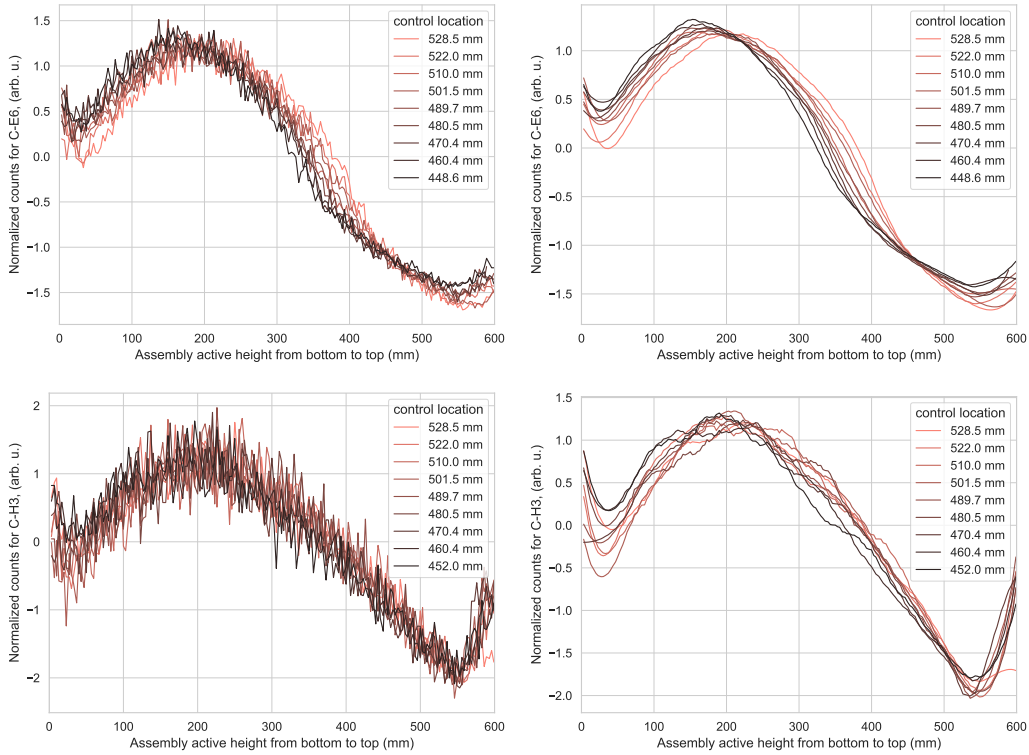 Normalized counts for C-E6, (arb. u.)
1.5
1.0
0.5
0.0
−0.5
−1.0
−1.5
control location
528.5 mm
522.0 mm
510.0 mm
501.5 mm
489.7 mm
480.5 mm
470.4 mm
460.4 mm
448.6 mm
0 100 200 300 400 500 600
Assembly active height from bottom to top (mm)
Normalized counts for C-E6, (arb. u.)
1.0
0.5
0.0
−0.5
−1.0
−1.5
control location
528.5 mm
522.0 mm
510.0 mm
501.5 mm
489.7 mm
480.5 mm
470.4 mm
460.4 mm
448.6 mm
0 100 200 300 400 500 600
Assembly active height from bottom to top (mm)
Normalized counts for C-H3, (arb. u.)
2
1
0
−1
−2
control location
528.5 mm
522.0 mm
510.0 mm
501.5 mm
489.7 mm
480.5 mm
470.4 mm
460.4 mm
452.0 mm
0 100 200 300 400 500 600
Assembly active height from bottom to top (mm)
Normalized counts for C-H3, (arb. u.)
1.5
1.0
0.5
0.0
−0.5
−1.0
−1.5
−2.0
control location
528.5 mm
522.0 mm
510.0 mm
501.5 mm
489.7 mm
480.5 mm
470.4 mm
460.4 mm
452.0 mm
0 100 200 300 400 500 600
Assembly active height from bottom to top (mm)